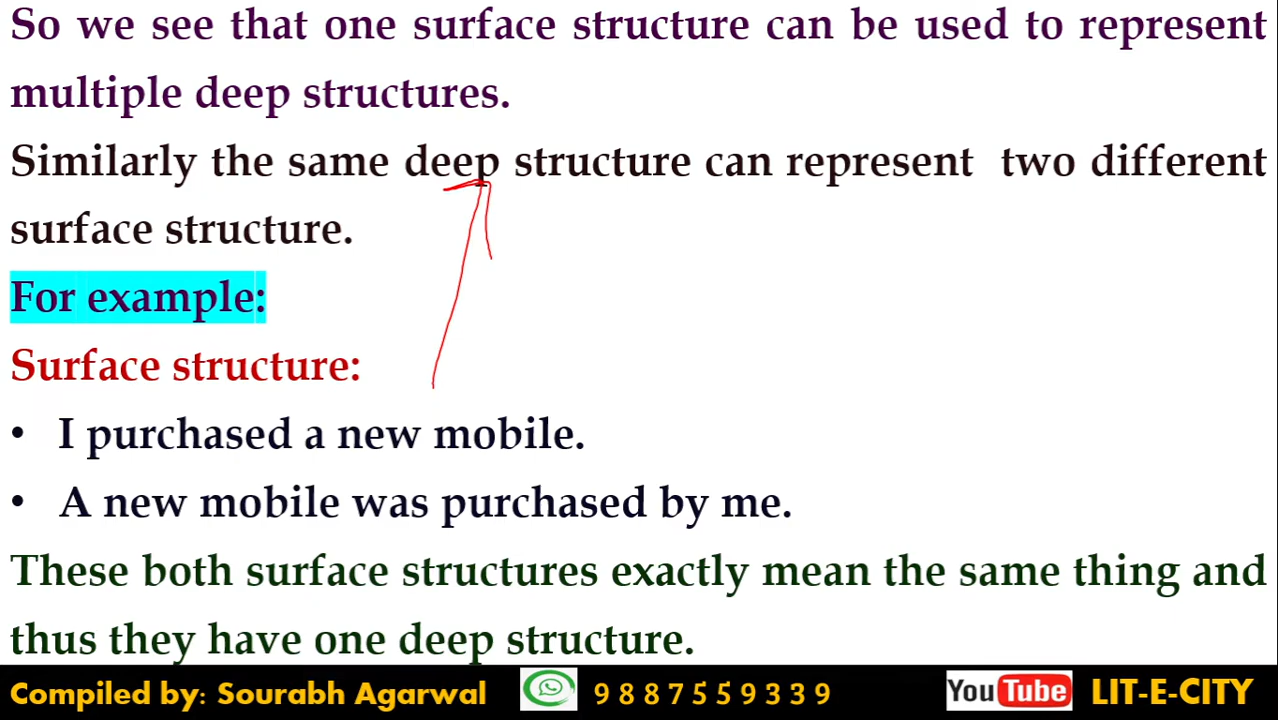 So we see that one surface structure can be used to represent
multiple deep structures.
Similarly the same deep structure can represent two different
surface structure.
For example:
Surface structure:
• I purchased a new mobile.
• A new mobile was purchased by me.
These both surface structures exactly mean the same thing and
thus they have one deep structure.
Compiled by: Sourabh Agarwal 9887559339 YouTube LIT-E-CITY